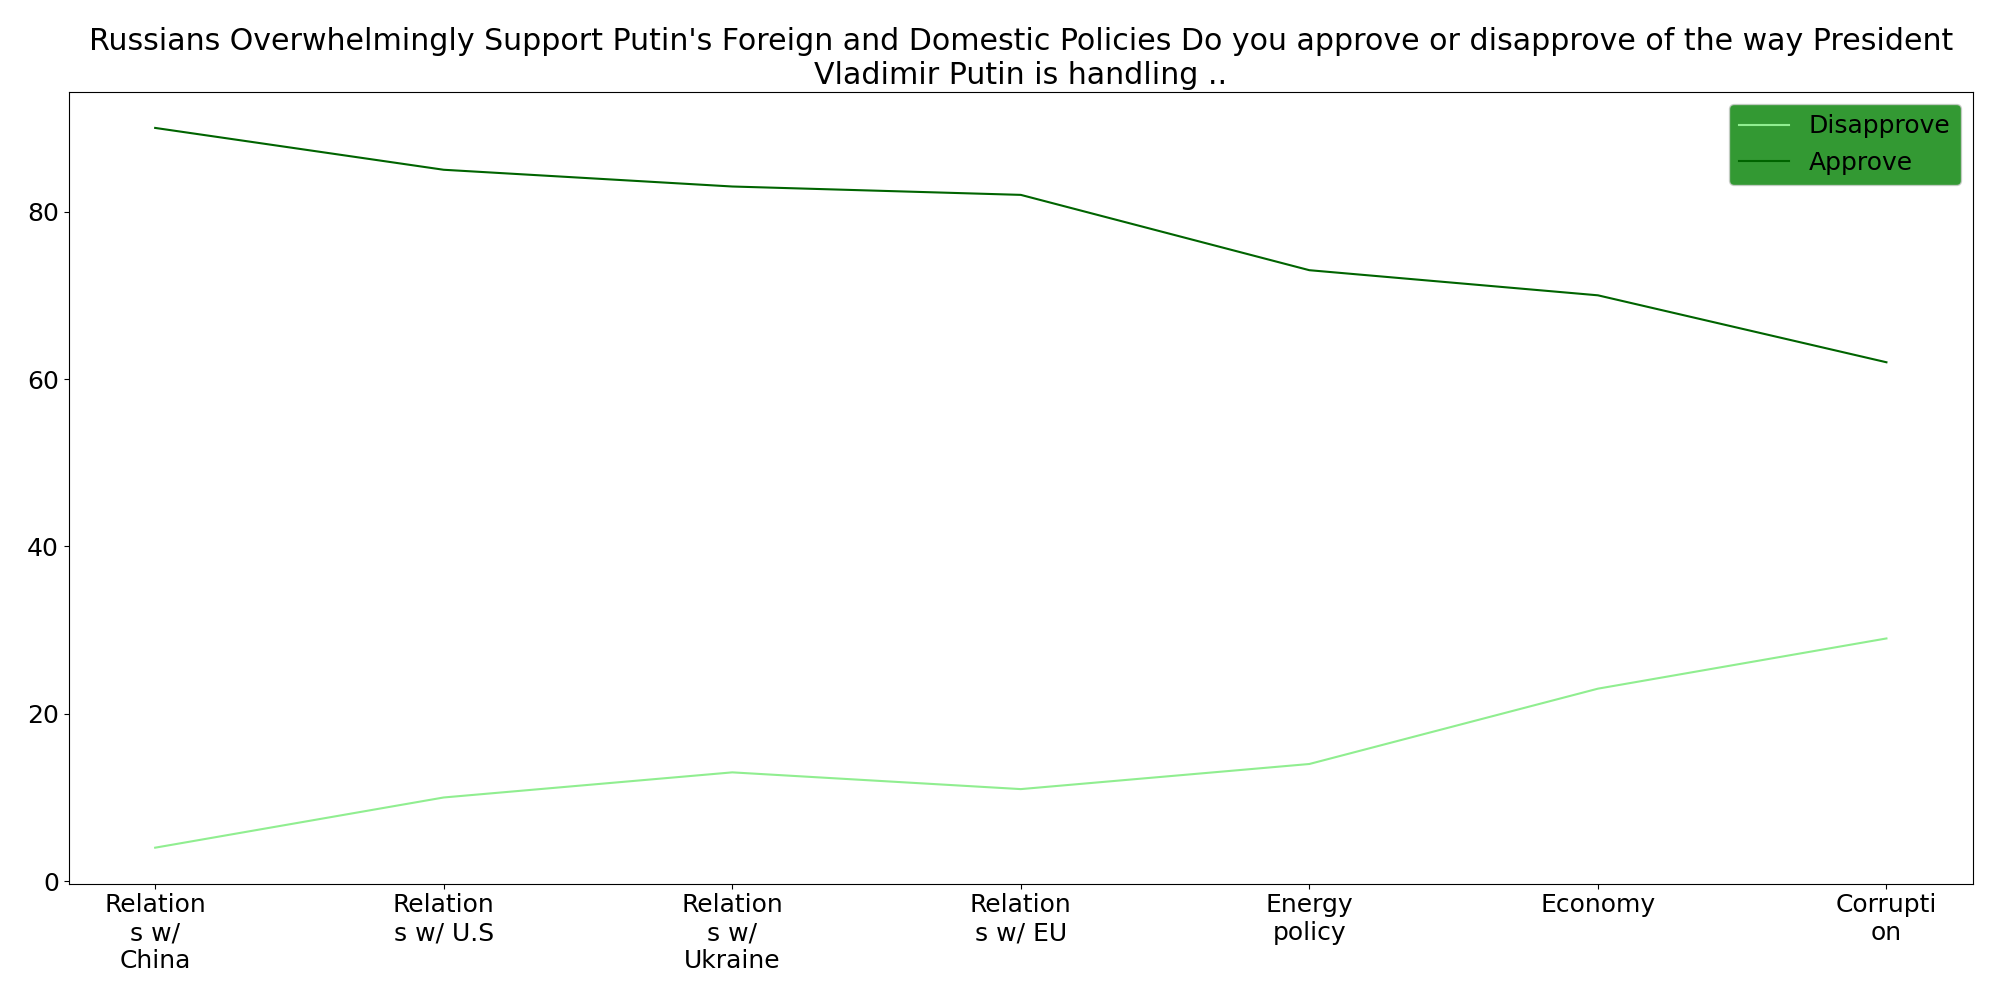 Russians Overwhelmingly Support Putin's Foreign and Domestic Policies Do you approve or disapprove of the way President
Vladimir Putin is handling ..
Disapprove
Approve
80
60
40
20
0
Relation
s w/
China
Relation
s w/ U.S
Relation
s w/
Ukraine
Relation
s w/ EU
Energy
policy
Economy
Corrupti
on